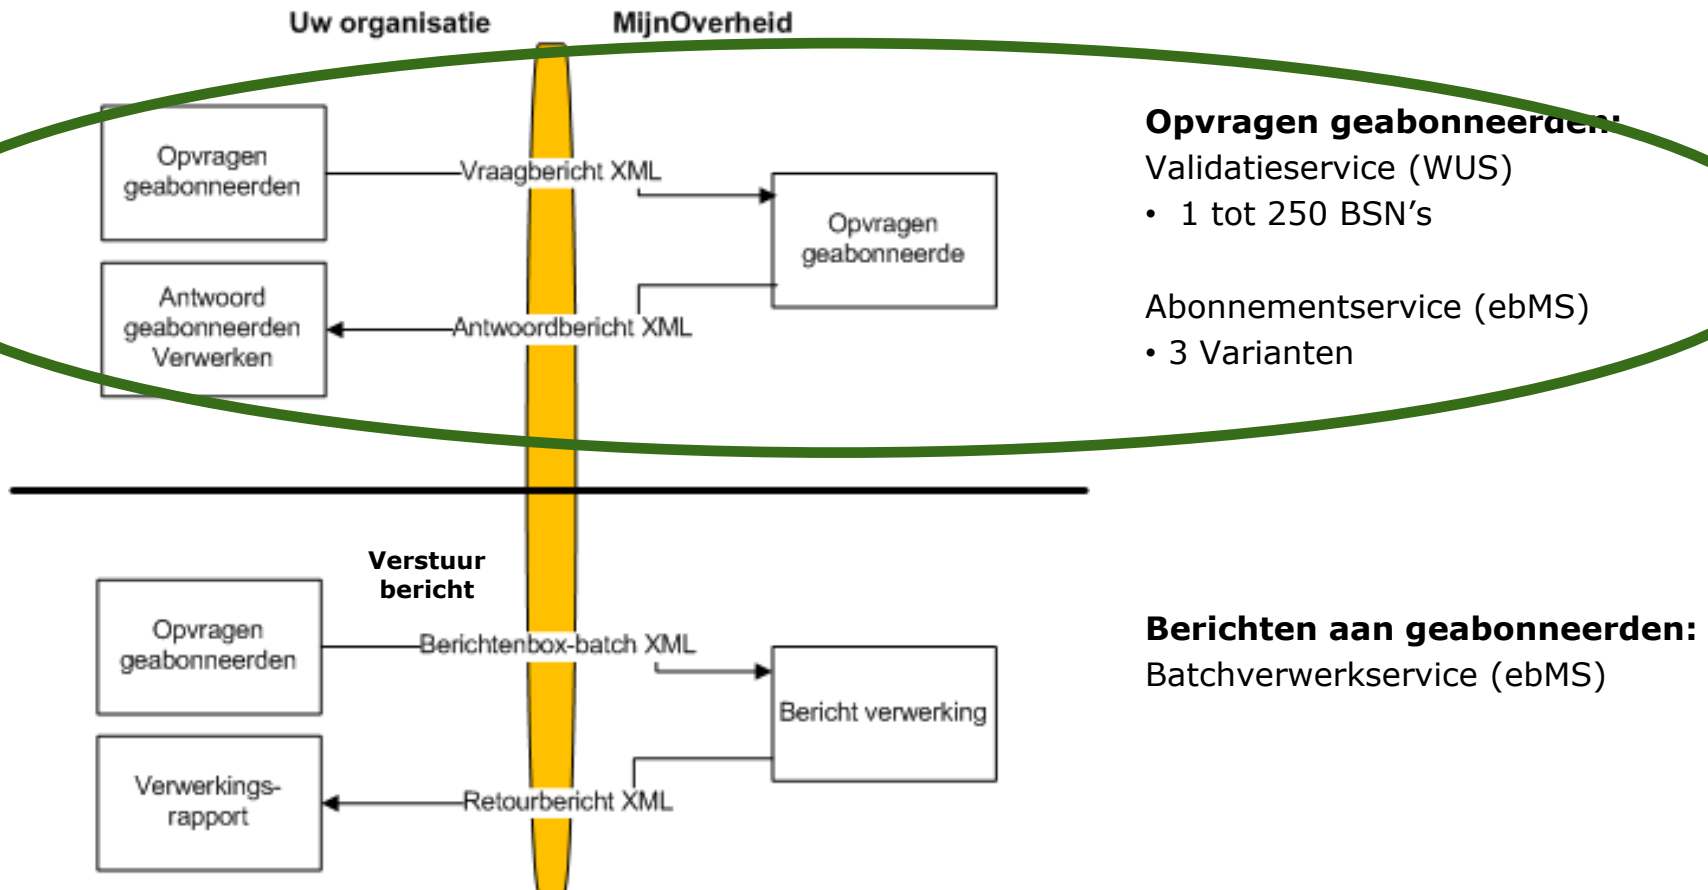 Uw organisatie
MijnOverheid
Opvragen
geabonneerden
Vraagbericht XML
Opvragen
geabonneerde
Antwoord
geabonneerden
Verwerken
Antwoordbericht XML
Opvragen geabonneerden:
Validatieservice (WUS)
• 1 tot 250 BSN’s
Abonnementservice (ebMS)
• 3 Varianten
Verstuur
bericht
Opvragen
geabonneerden
Berichtenbox-batch XML
Bericht verwerking
Verwerkings-
rapport
Retourbericht XML
Berichten aan geabonneerden:
Batchverwerkservice (ebMS)